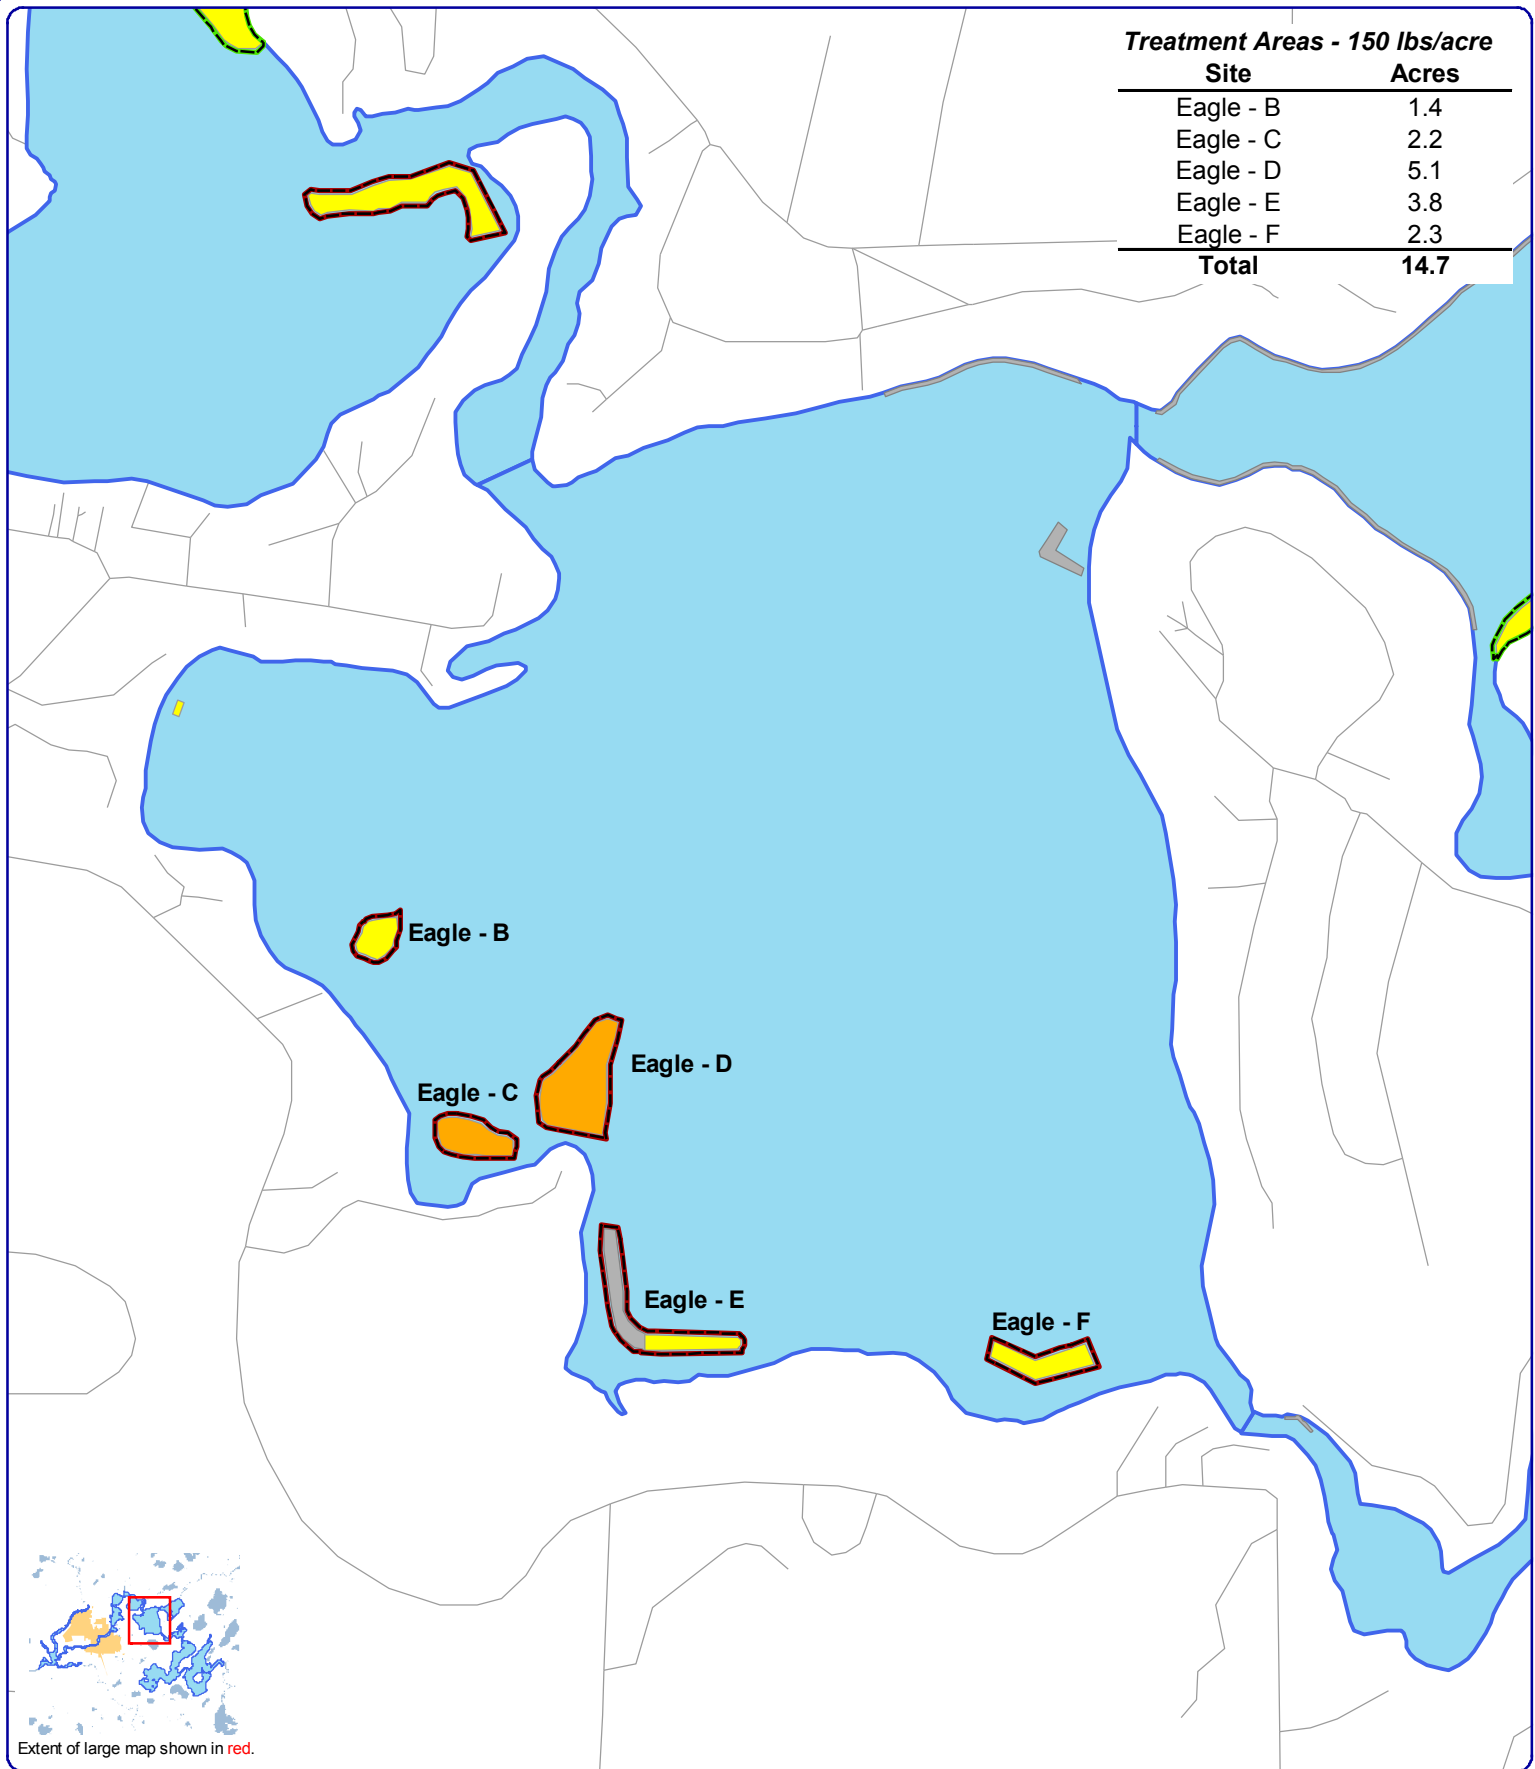 Treatment Areas - 150 lbs/acre
Site Acres
Eagle - B 1.4
Eagle - C 2.2
Eagle - D 5.1
Eagle - E 3.8
Eagle - F 2.3
Total 14.7
Eagle - B
Eagle - D
Eagle - C
Eagle - E
Eagle - F
Extent of large map shown in red.